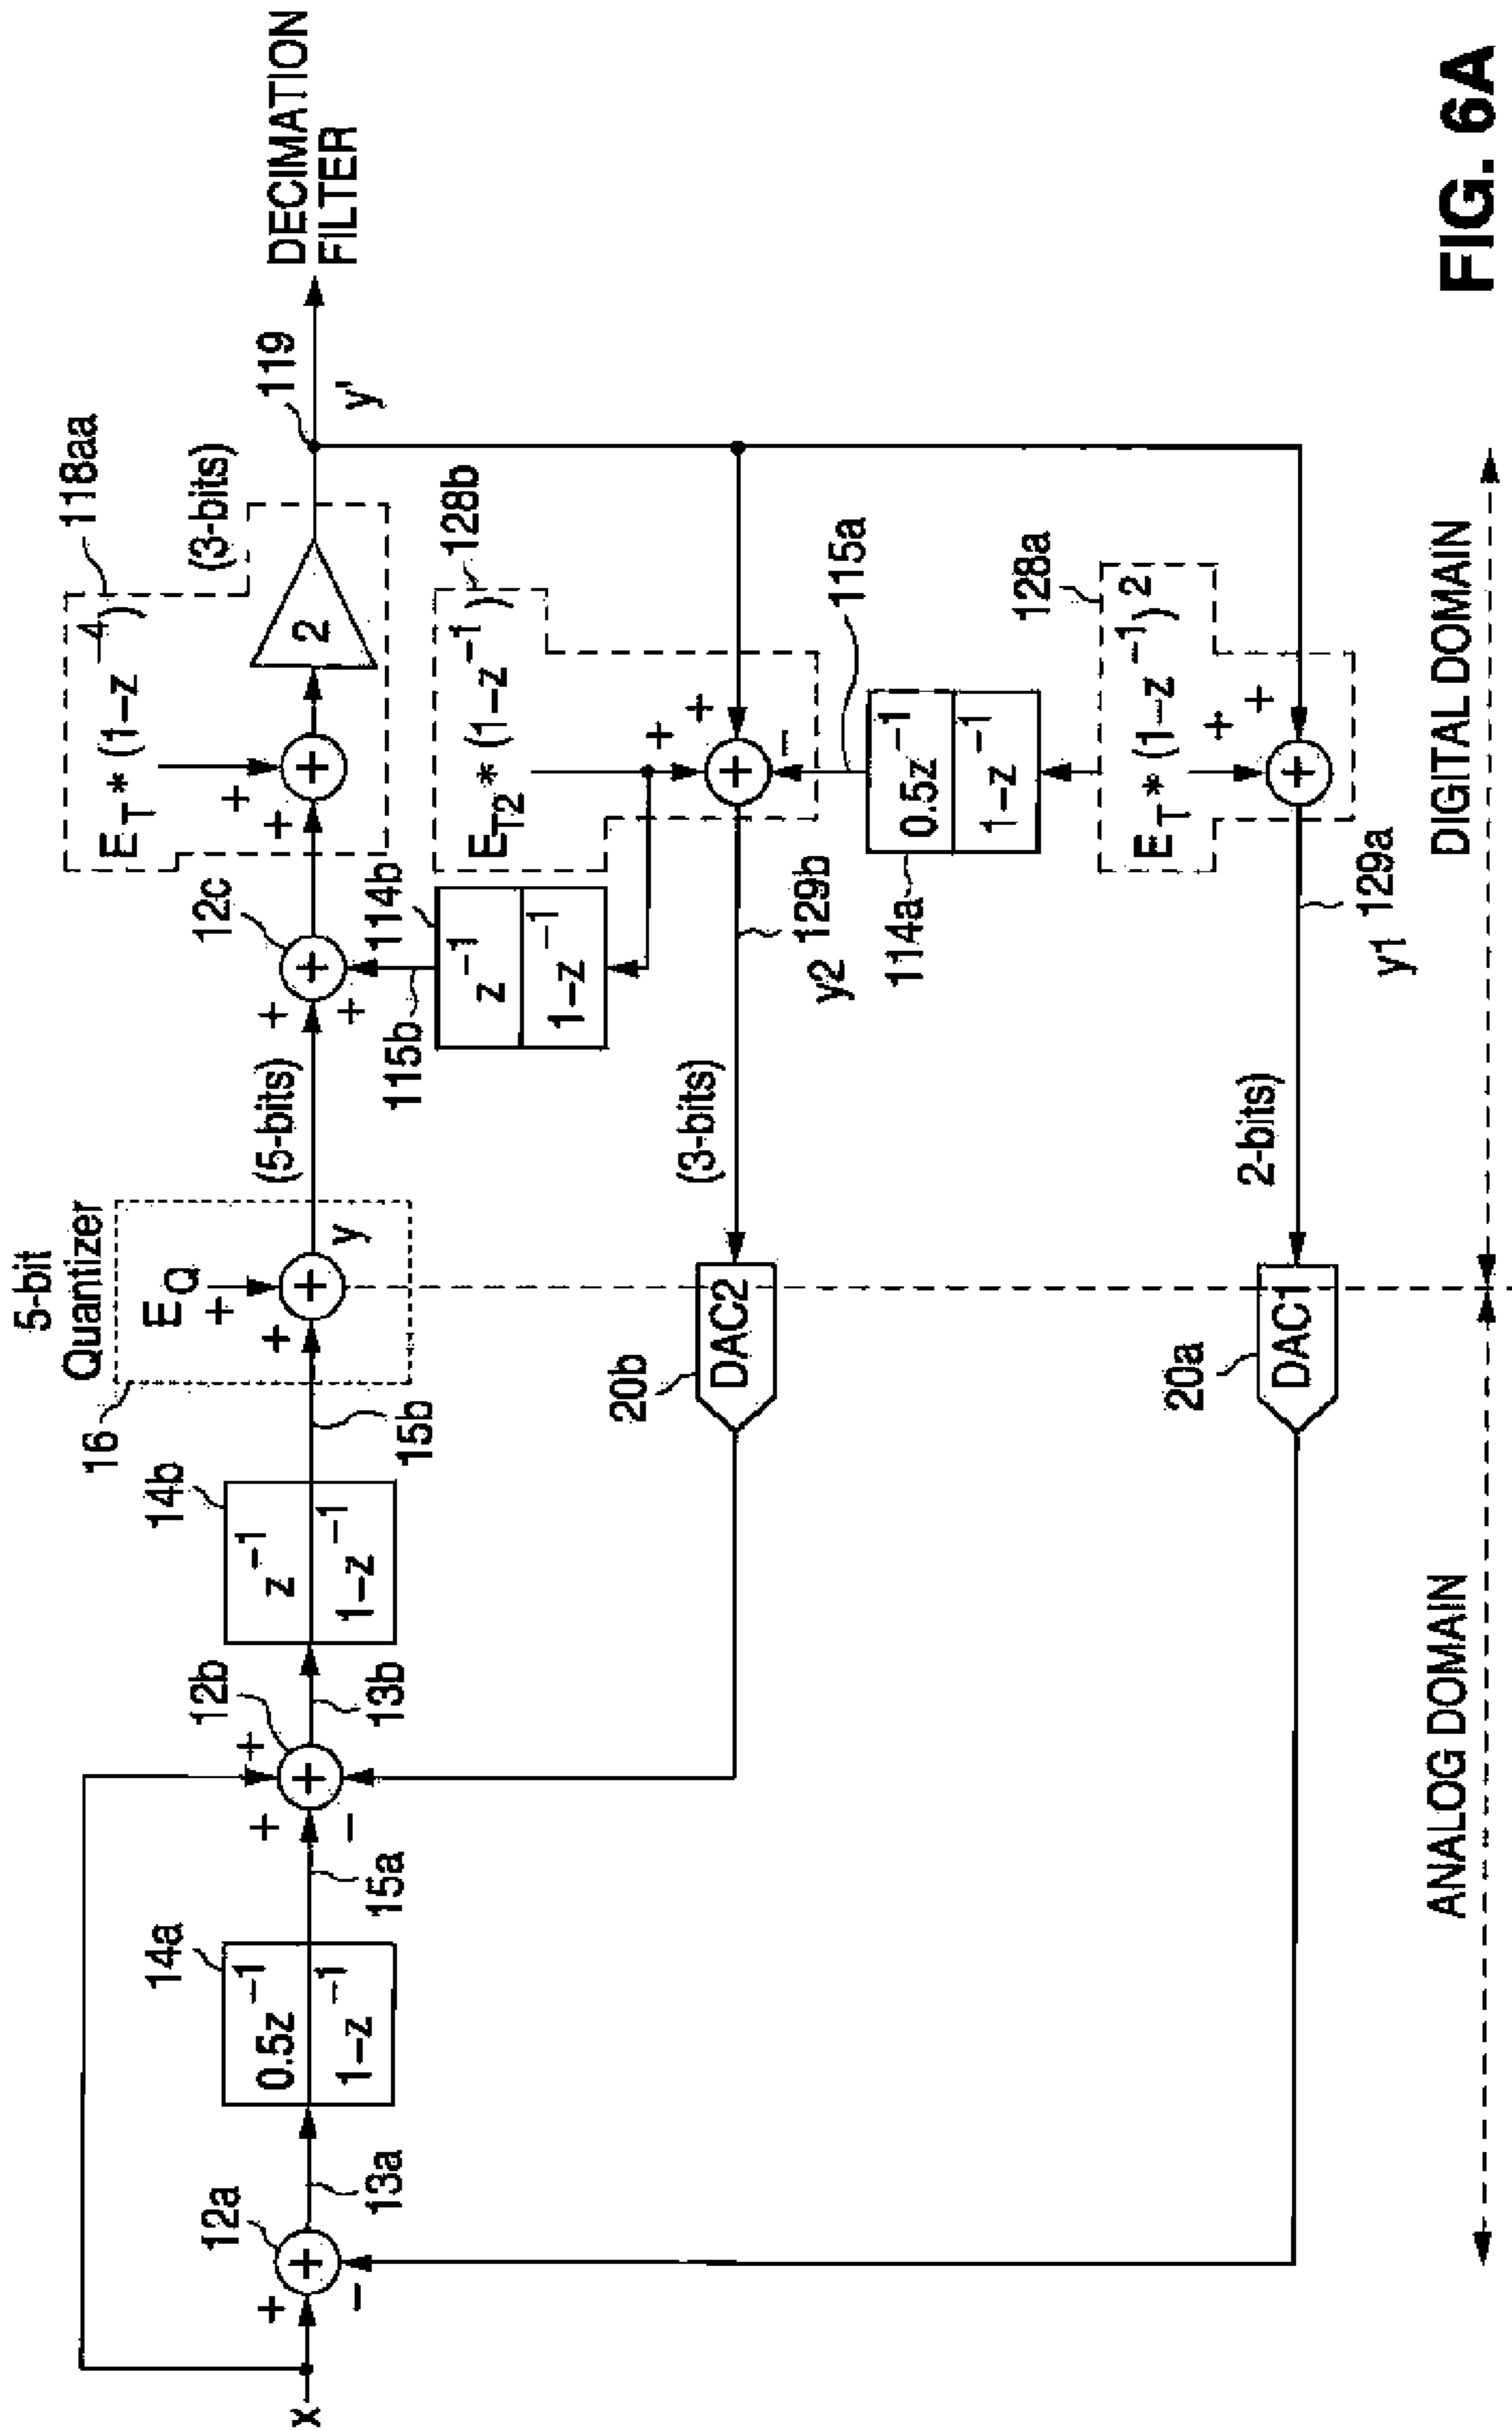 5-bit
Quantizer
DECIMATION
FILTER
118aa
E_T*(1-z^-4)
(3-bits)
119
2
y'
12a
x
+
-
+
13a
14a
0.5z^-1
1-z^-1
15a
12b
+
+
-
+
13b
14b
z^-1
1-z^-1
15b
16
E_Q
+
+
+
y
(5-bits)
12c
+
+
+
+
+
+
115b
114b
z^-1
1-z^-1
E_T2*(1-z^-1)
128b
+
+
-
+
115a
129b
y2
(3-bits)
DAC2
20b
114a
0.5z^-1
1-z^-1
128a
E_T*(1-z^-1)^2
+
+
+
129a
y1
2-bits)
DAC1
20a
ANALOG DOMAIN
DIGITAL DOMAIN
FIG. 6A